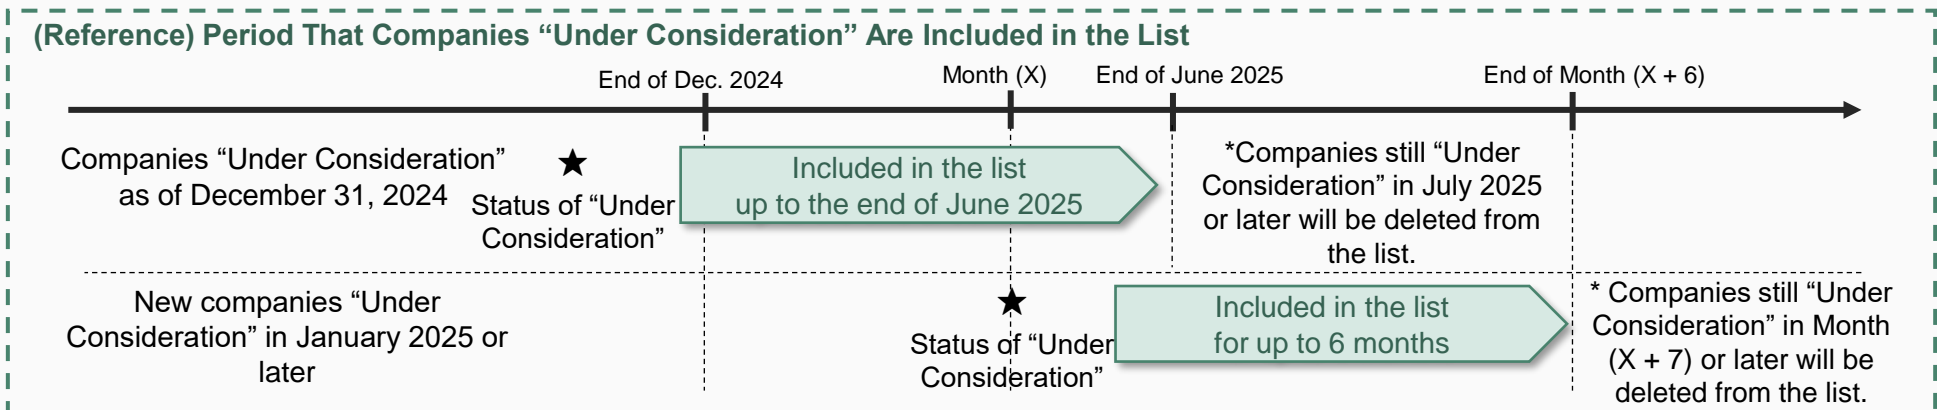 (Reference) Period That Companies “Under Consideration” Are Included in the List
End of Dec. 2024
Month (X)
End of June 2025
End of Month (X + 6)
Companies “Under Consideration”
as of December 31, 2024
★
Status of “Under
Consideration”
Included in the list
up to the end of June 2025
*Companies still “Under
Consideration” in July 2025
or later will be deleted from
the list.
New companies “Under
Consideration” in January 2025 or
later
★
Status of “Under
Consideration”
Included in the list
for up to 6 months
* Companies still “Under
Consideration” in Month
(X + 7) or later will be
deleted from the list.